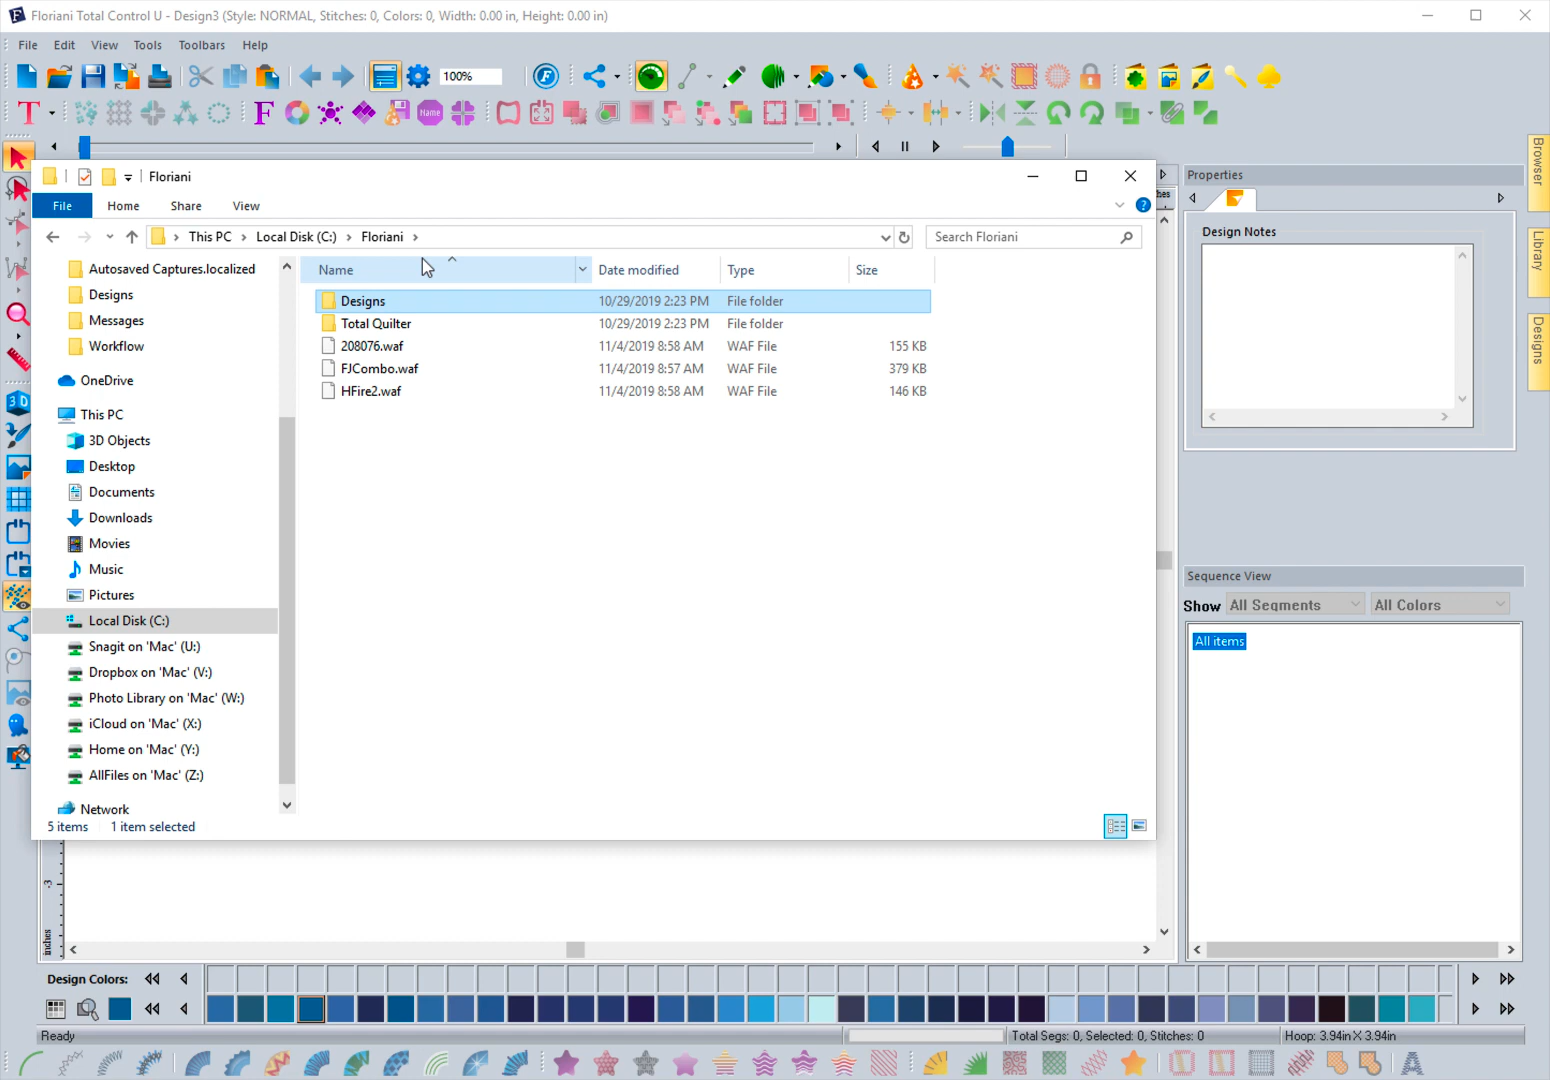 Floriani Total Control U - Design3 (Style: NORMAL, Stitches: 0, Colors: 0, Width: 0.00 in, Height: 0.00 in)
File Edit View Tools Toolbars Help
100%
Name
Floriani
File Home Share View
This PC Local Disk (C:) Floriani
Search Floriani
Autosaved Captures.localized
Designs
Messages
Workflow
OneDrive
This PC
3D Objects
Desktop
Documents
Downloads
Movies
Music
Pictures
Local Disk (C:)
Snagit on 'Mac' (U:)
Dropbox on 'Mac' (V:)
Photo Library on 'Mac' (W:)
iCloud on 'Mac' (X:)
Home on 'Mac' (Y:)
AllFiles on 'Mac' (Z:)
Network
Name Date modified Type Size
Designs 10/29/2019 2:23 PM File folder
Total Quilter 10/29/2019 2:23 PM File folder
208076.waf 11/4/2019 8:58 AM WAF File 155 KB
FJCombo.waf 11/4/2019 8:57 AM WAF File 379 KB
HFire2.waf 11/4/2019 8:58 AM WAF File 146 KB
5 items 1 item selected
3D
hes
Properties
Design Notes
Browser
Library
Designs
Sequence View
Show All Segments All Colors
All items
-3
inches
Design Colors:
Ready
Total Segs: 0, Selected: 0, Stitches: 0
Hoop: 3.94in X 3.94in